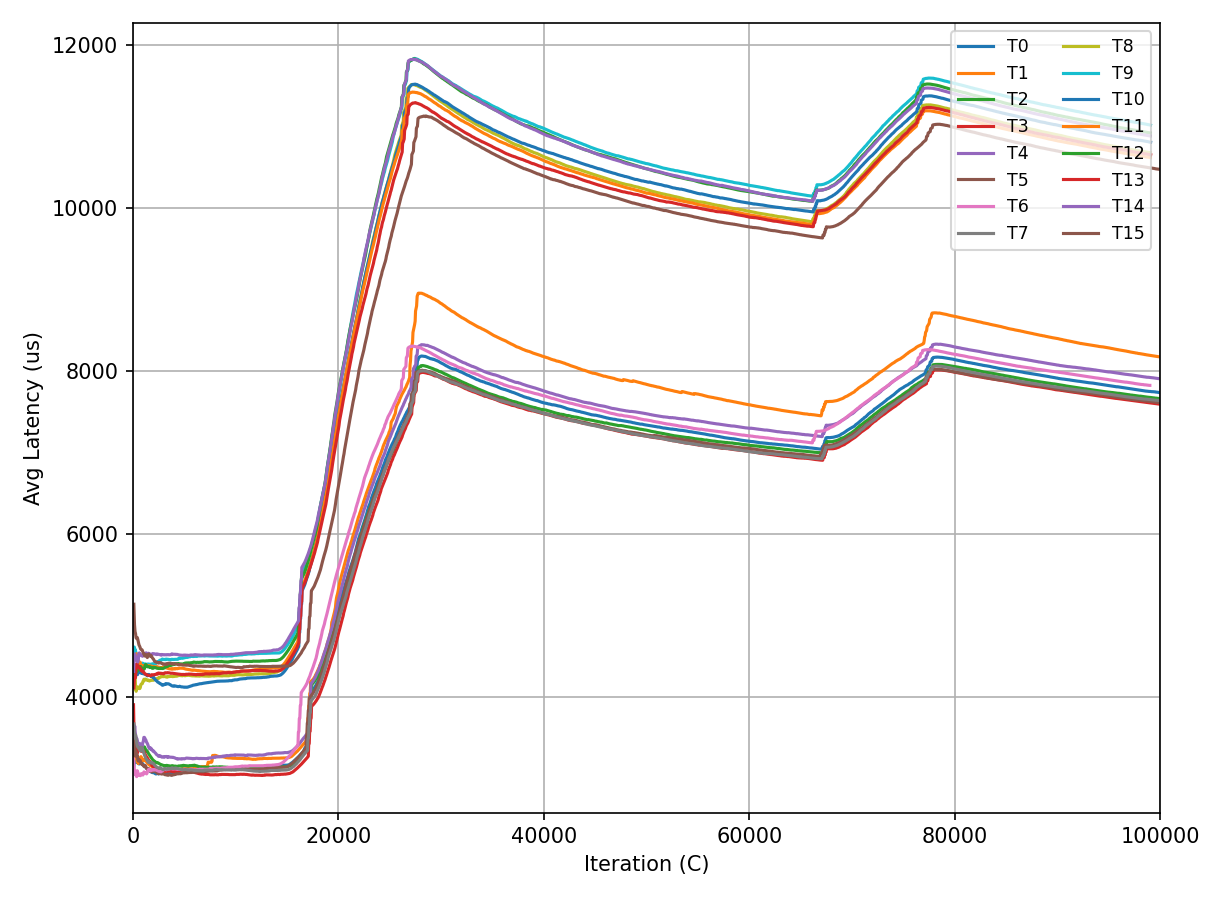 12000
10000
8000
6000
4000
Avg Latency (us)
0 20000 40000 60000 80000 100000
Iteration (C)
T0 T8
T1 T9
T2 T10
T3 T11
T4 T12
T5 T13
T6 T14
T7 T15